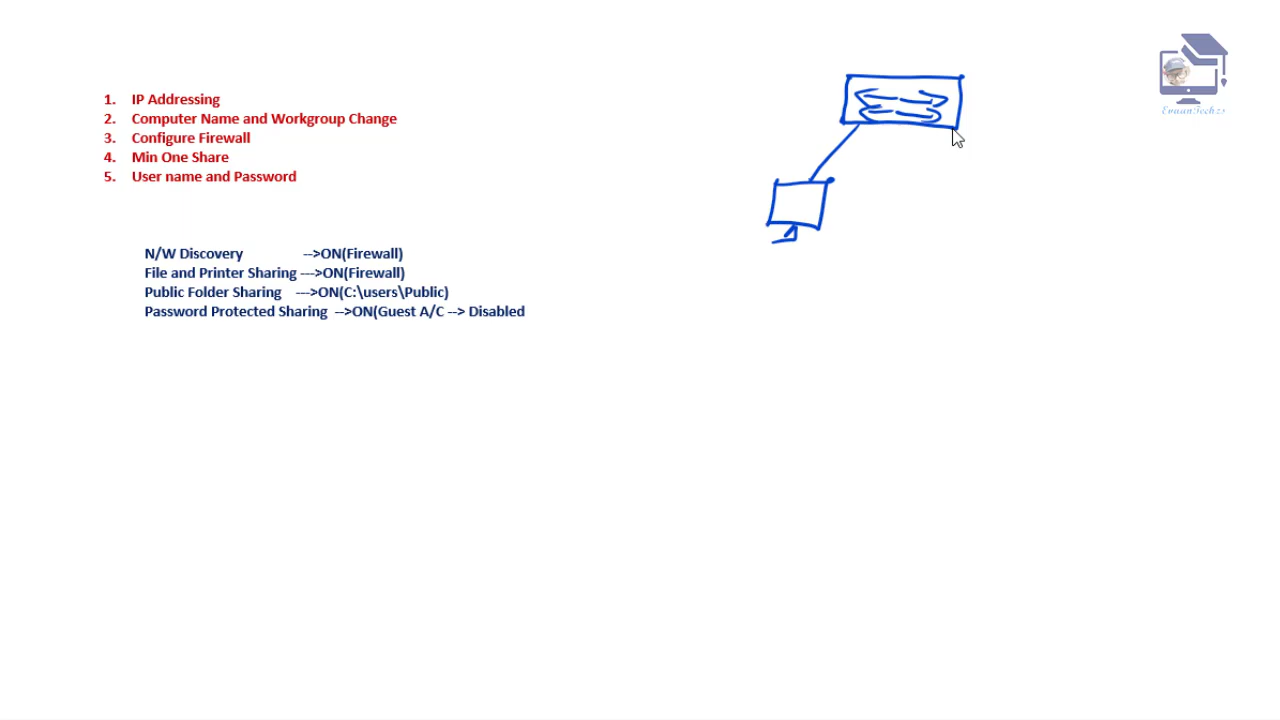 1. IP Addressing
2. Computer Name and Workgroup Change
3. Configure Firewall
4. Min One Share
5. User name and Password
N/W Discovery -->ON(Firewall)
File and Printer Sharing --->ON(Firewall)
Public Folder Sharing --->ON(C:\users\Public)
Password Protected Sharing -->ON(Guest A/C --> Disabled